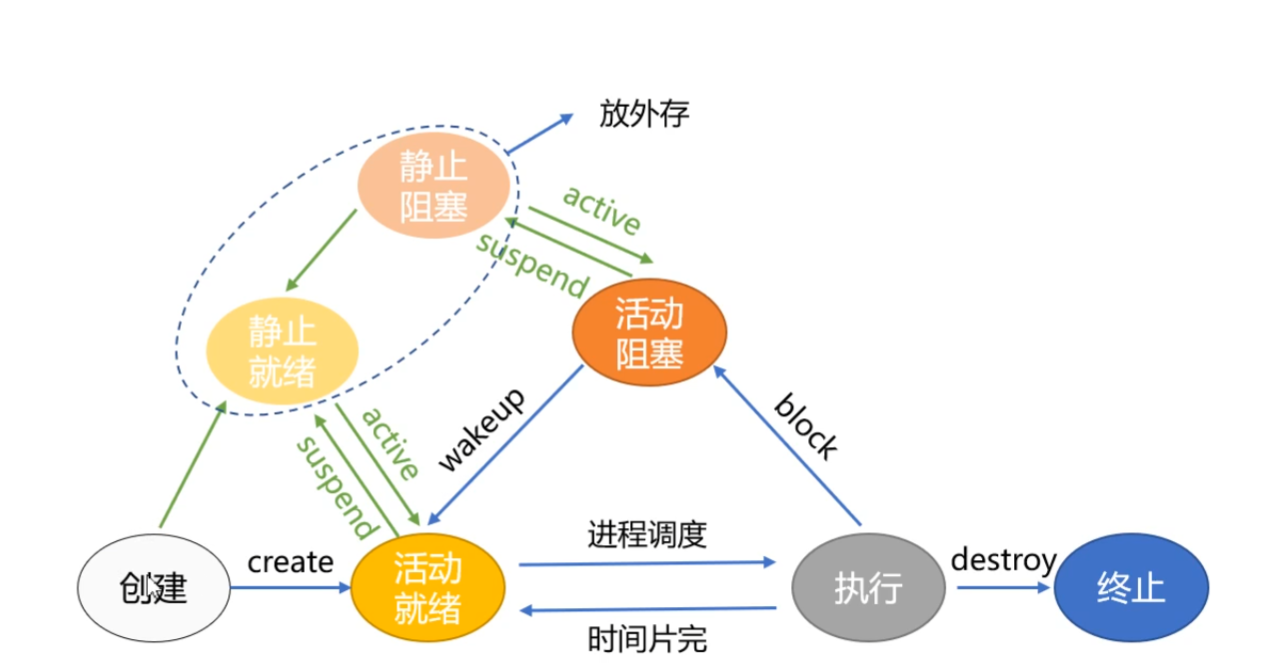 放外存
静止
阻塞
active
suspend
活动
阻塞
静止
就绪
active
suspend
wakeup
block
创建
create
活动
就绪
进程调度
时间片完
执行
destroy
终止